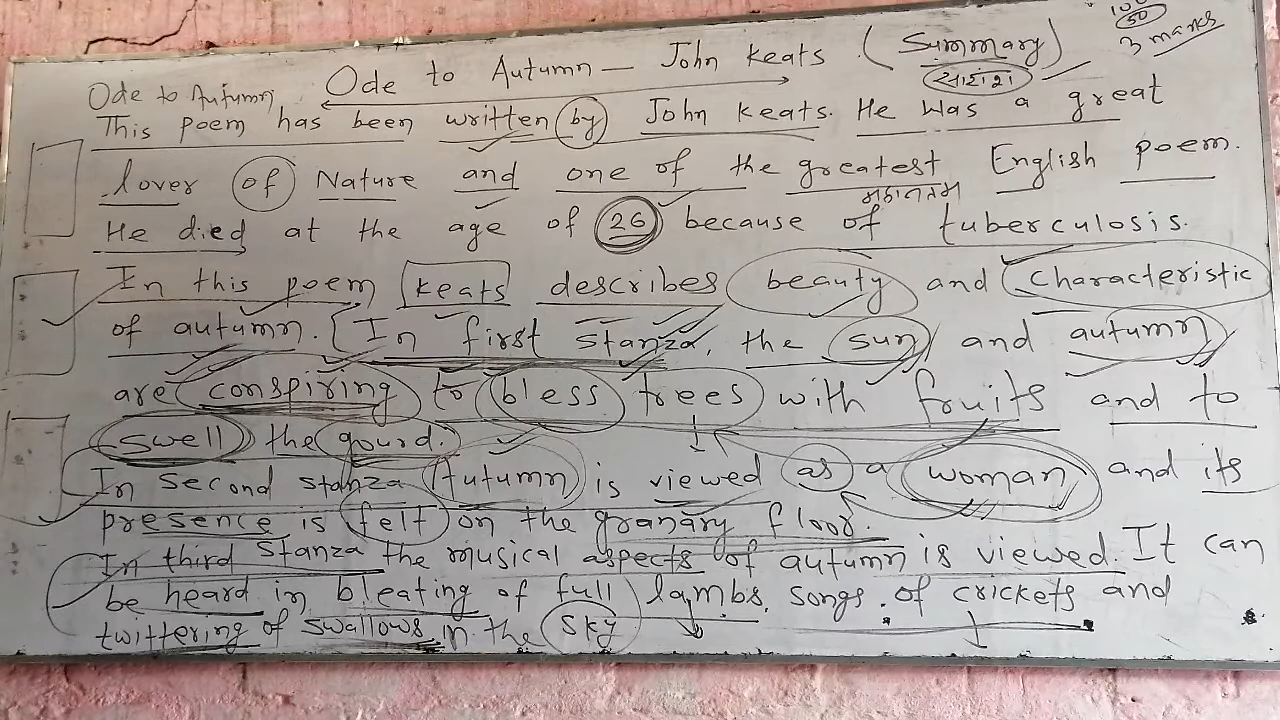 Ode to Autumn – John Keats (Summary)
100
50
3 marks
सारांश
Ode to Autumn
This poem has been written by John Keats. He was a great
lover of Nature and one of the greatest English poem.
महानतम
He died at the age of 26 because of tuberculosis.
In this poem Keats describes beauty and characteristic
of autumn. [In first stanza, the sun and autumn
are conspiring to bless trees with fruits and to
swell the gourd.
In second stanza Autumn is viewed as a woman and its
presence is felt on the granary floor.
In third stanza the musical aspects of autumn is viewed. It can
be heard in bleating of full lambs, songs of crickets and
twittering of swallows in the sky